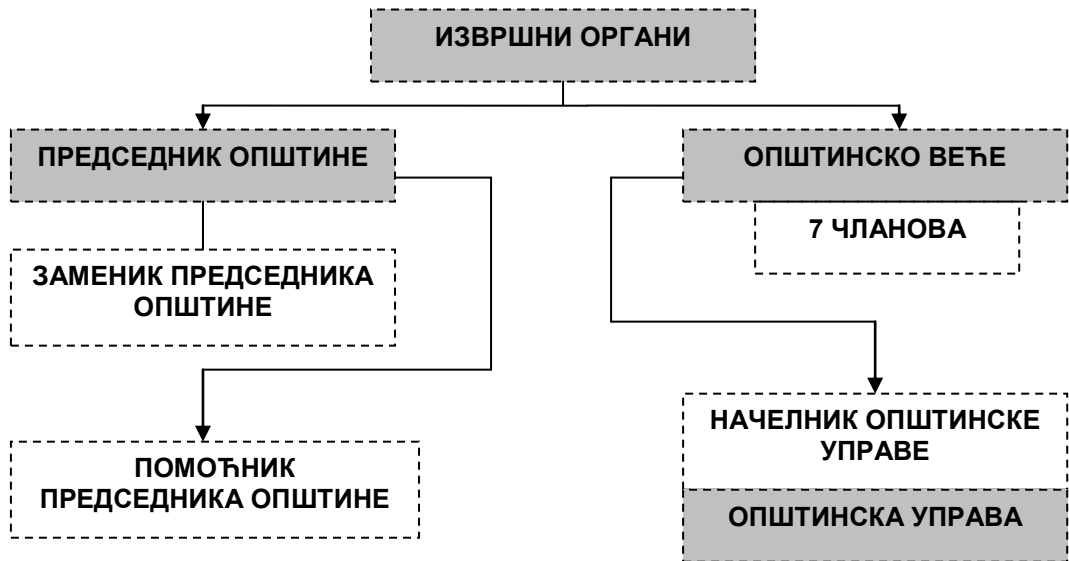 ИЗВРШНИ ОРГАНИ
ПРЕДСЕДНИК ОПШТИНЕ
ОПШТИНСКО ВЕЋЕ
7 ЧЛАНОВА
ЗАМЕНИК ПРЕДСЕДНИКА
ОПШТИНЕ
НАЧЕЛНИК ОПШТИНСКЕ
УПРАВЕ
ПОМОЋНИК
ПРЕДСЕДНИКА ОПШТИНЕ
ОПШТИНСКА УПРАВА